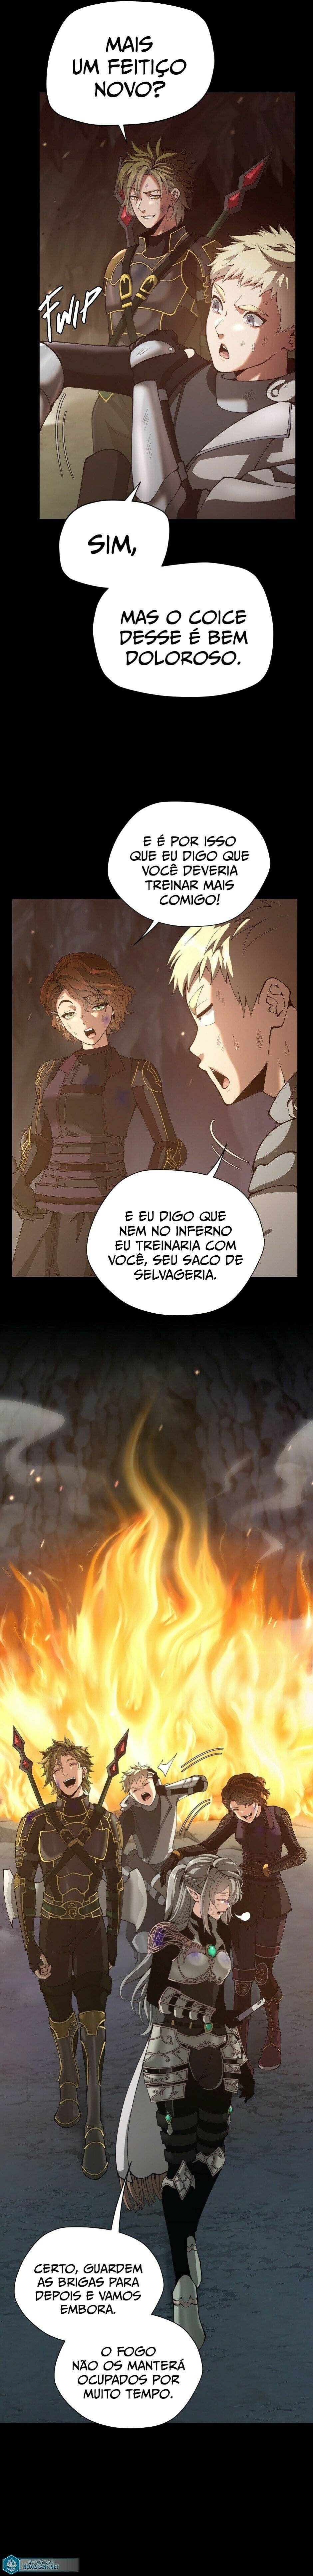 MAIS
UM FEITIÇO
NOVO?
FWIP
SIM,
MAS O COICE
DESSE É BEM
DOLOROSO.
E É POR ISSO
QUE EU DIGO QUE
VOCÊ DEVERIA
TREINAR MAIS
COMIGO!
E EU DIGO QUE
NEM NO INFERNO
EU TREINARIA COM
VOCÊ, SEU SACO DE
SELVAGERIA.
CERTO, GUARDEM
AS BRIGAS PARA
DEPOIS E VAMOS
EMBORA.
O FOGO
NÃO OS MANTERÁ
OCUPADOS POR
MUITO TEMPO.
NEOXSCANS.NET